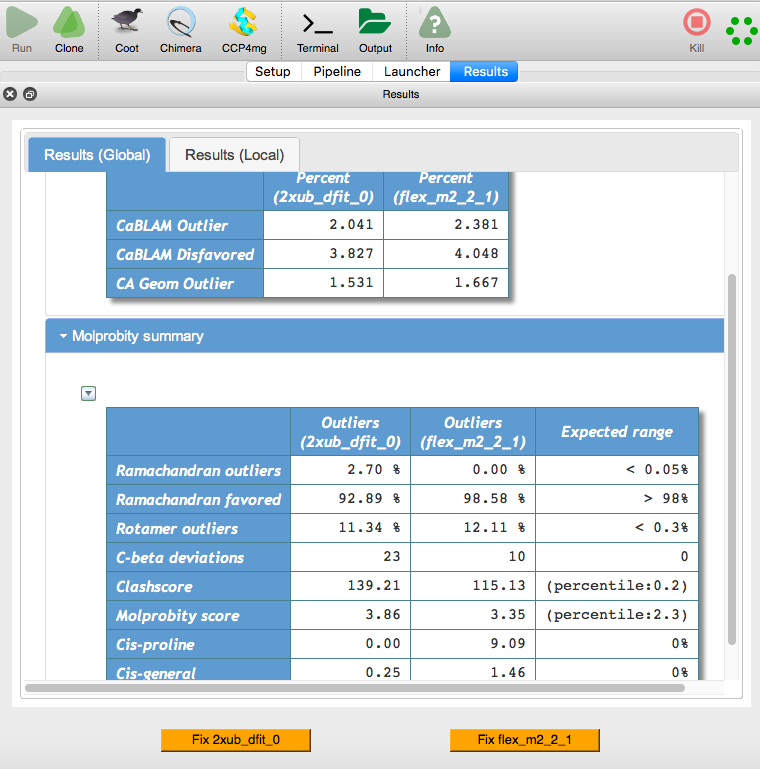 Run Clone Coot Chimera CCP4mg Terminal Output Info Kill
Setup Pipeline Launcher Results
Results
Results (Global) Results (Local)
Percent Percent
(2xub_dfit_0) (flex_m2_2_1)
CaBLAM Outlier 2.041 2.381
CaBLAM Disfavored 3.827 4.048
CA Geom Outlier 1.531 1.667
Molprobity summary
Outliers Outliers Expected range
(2xub_dfit_0) (flex_m2_2_1)
Ramachandran outliers 2.70 % 0.00 % < 0.05%
Ramachandran favored 92.89 % 98.58 % > 98%
Rotamer outliers 11.34 % 12.11 % < 0.3%
C-beta deviations 23 10 0
Clashscore 139.21 115.13 (percentile:0.2)
Molprobity score 3.86 3.35 (percentile:2.3)
Cis-proline 0.00 9.09 0%
Cis-general 0.25 1.46 0%
Fix 2xub_dfit_0 Fix flex_m2_2_1